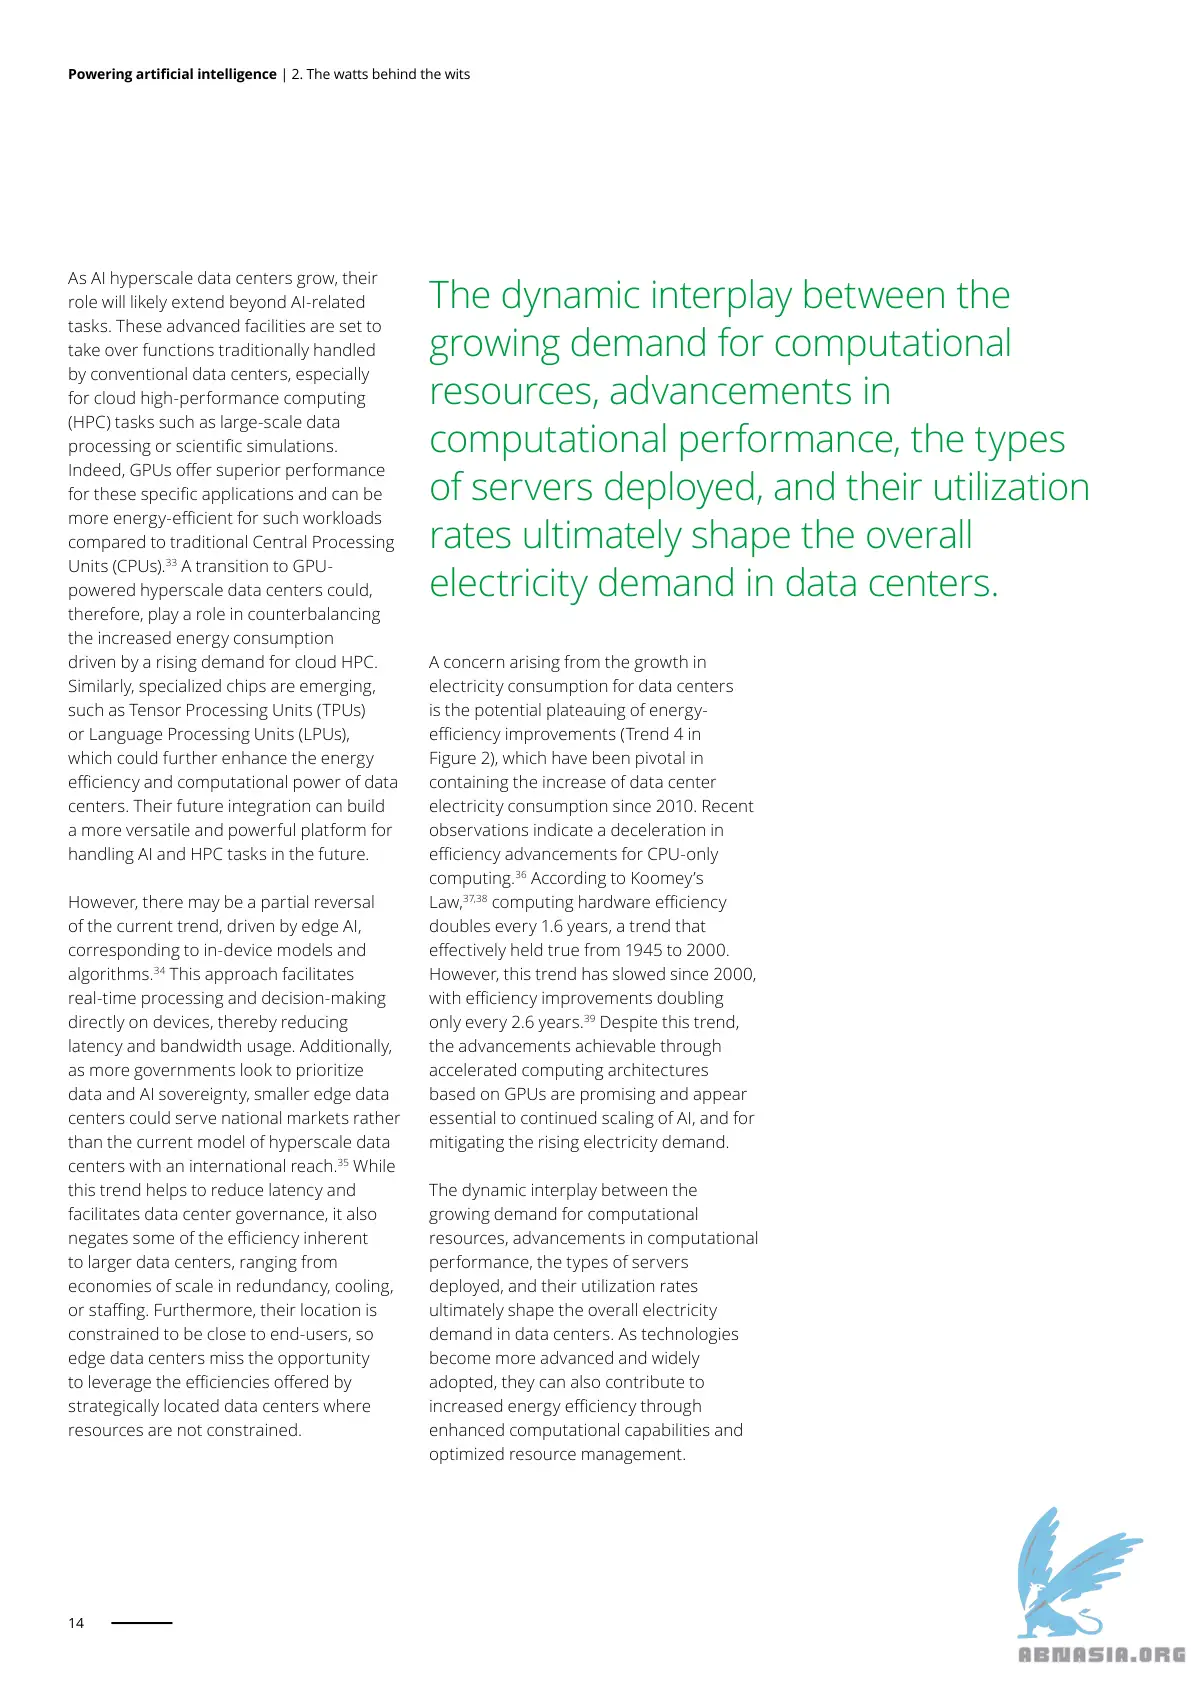 Powering artificial intelligence | 2. The watts behind the wits
As AI hyperscale data centers grow, their
role will likely extend beyond AI-related
tasks. These advanced facilities are set to
take over functions traditionally handled
by conventional data centers, especially
for cloud high-performance computing
(HPC) tasks such as large-scale data
processing or scientific simulations.
Indeed, GPUs offer superior performance
for these specific applications and can be
more energy-efficient for such workloads
compared to traditional Central Processing
Units (CPUs).33 A transition to GPU-
powered hyperscale data centers could,
therefore, play a role in counterbalancing
the increased energy consumption
driven by a rising demand for cloud HPC.
Similarly, specialized chips are emerging,
such as Tensor Processing Units (TPUs)
or Language Processing Units (LPUs),
which could further enhance the energy
efficiency and computational power of data
centers. Their future integration can build
a more versatile and powerful platform for
handling AI and HPC tasks in the future.
However, there may be a partial reversal
of the current trend, driven by edge AI,
corresponding to in-device models and
algorithms.34 This approach facilitates
real-time processing and decision-making
directly on devices, thereby reducing
latency and bandwidth usage. Additionally,
as more governments look to prioritize
data and AI sovereignty, smaller edge data
centers could serve national markets rather
than the current model of hyperscale data
centers with an international reach.35 While
this trend helps to reduce latency and
facilitates data center governance, it also
negates some of the efficiency inherent
to larger data centers, ranging from
economies of scale in redundancy, cooling,
or staffing. Furthermore, their location is
constrained to be close to end-users, so
edge data centers miss the opportunity
to leverage the efficiencies offered by
strategically located data centers where
resources are not constrained.
The dynamic interplay between the
growing demand for computational
resources, advancements in
computational performance, the types
of servers deployed, and their utilization
rates ultimately shape the overall
electricity demand in data centers.
A concern arising from the growth in
electricity consumption for data centers
is the potential plateauing of energy-
efficiency improvements (Trend 4 in
Figure 2), which have been pivotal in
containing the increase of data center
electricity consumption since 2010. Recent
observations indicate a deceleration in
efficiency advancements for CPU-only
computing.36 According to Koomey's
Law,37,38 computing hardware efficiency
doubles every 1.6 years, a trend that
effectively held true from 1945 to 2000.
However, this trend has slowed since 2000,
with efficiency improvements doubling
only every 2.6 years.39 Despite this trend,
the advancements achievable through
accelerated computing architectures
based on GPUs are promising and appear
essential to continued scaling of AI, and for
mitigating the rising electricity demand.
The dynamic interplay between the
growing demand for computational
resources, advancements in computational
performance, the types of servers
deployed, and their utilization rates
ultimately shape the overall electricity
demand in data centers. As technologies
become more advanced and widely
adopted, they can also contribute to
increased energy efficiency through
enhanced computational capabilities and
optimized resource management.
14
ABNASIA.ORG